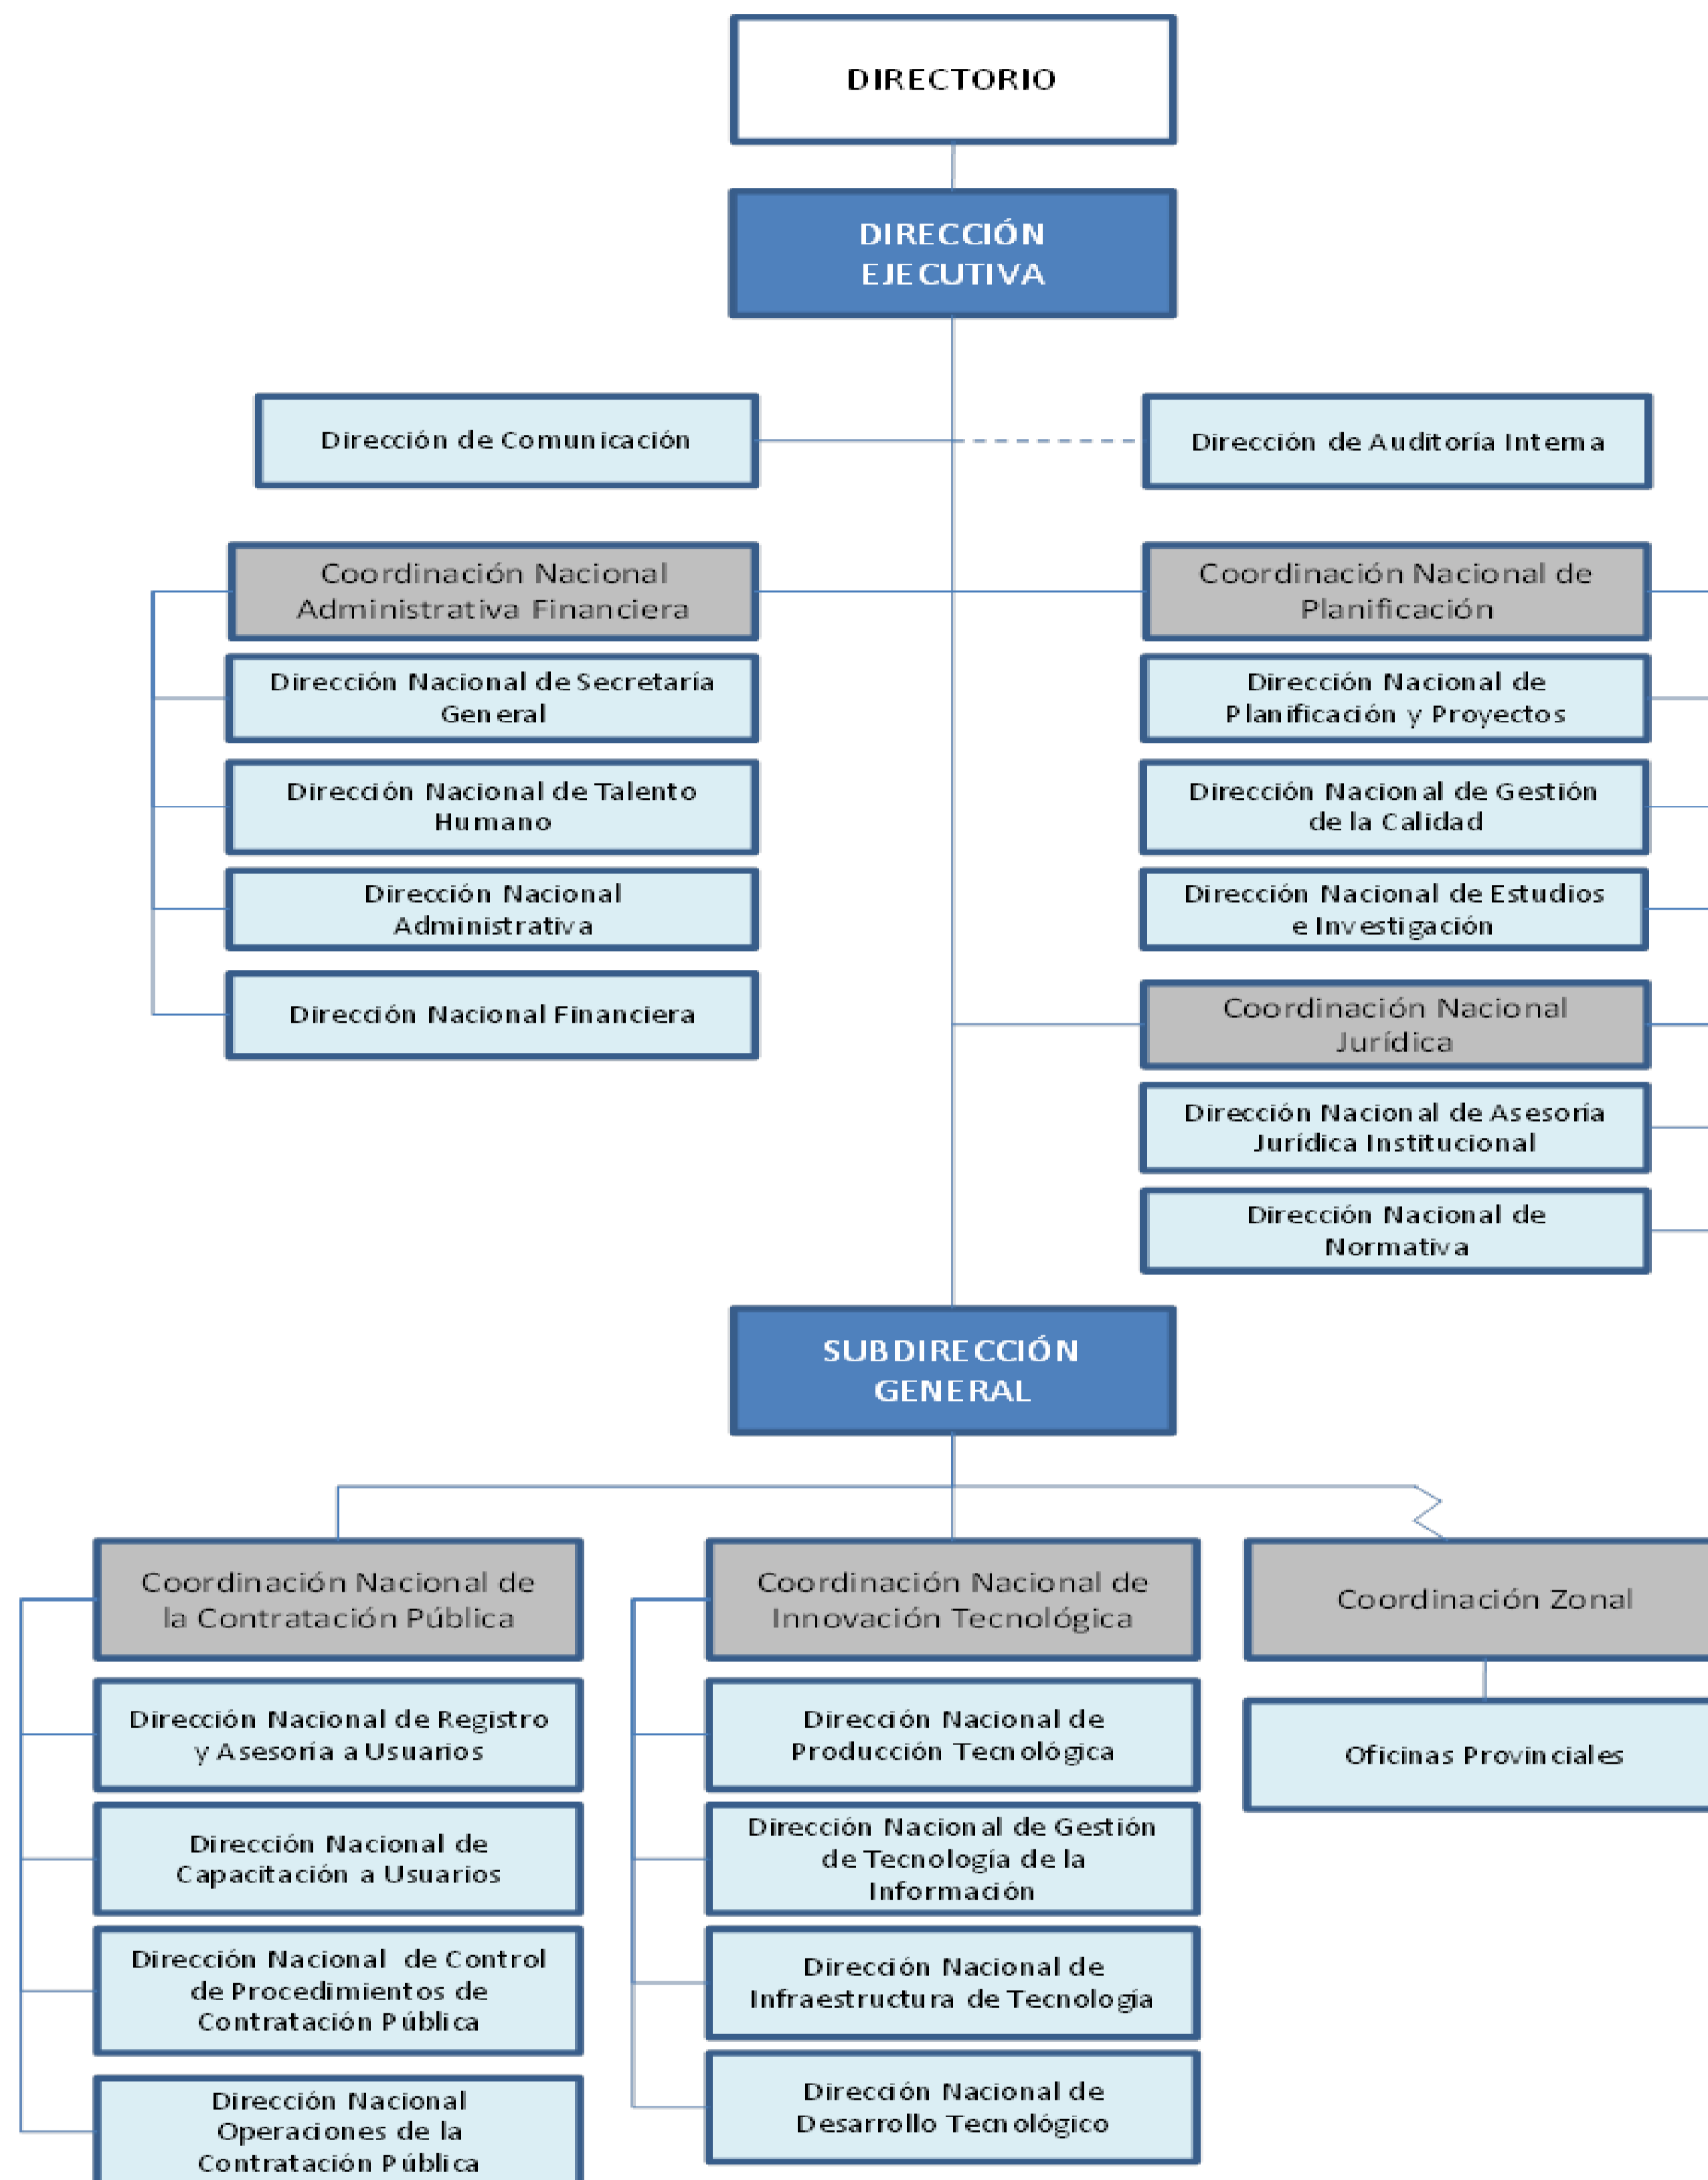 DIRECTORIO
DIRECCIÓN
EJECUTIVA
Dirección de Comunicación
Dirección de Auditoría Interna
Coordinación Nacional
Administrativa Financiera
Dirección Nacional de Secretaría
General
Dirección Nacional de Talento
Humano
Dirección Nacional
Administrativa
Dirección Nacional Financiera
Coordinación Nacional de
Planificación
Dirección Nacional de
Planificación y Proyectos
Dirección Nacional de Gestión
de la Calidad
Dirección Nacional de Estudios
e Investigación
Coordinación Nacional
Jurídica
Dirección Nacional de Asesoría
Jurídica Institucional
Dirección Nacional de
Normativa
SUBDIRECCIÓN
GENERAL
Coordinación Nacional de
la Contratación Pública
Dirección Nacional de Registro
y Asesoría a Usuarios
Dirección Nacional de
Capacitación a Usuarios
Dirección Nacional de Control
de Procedimientos de
Contratación Pública
Dirección Nacional
Operaciones de la
Contratación Pública
Coordinación Nacional de
Innovación Tecnológica
Dirección Nacional de
Producción Tecnológica
Dirección Nacional de Gestión
de Tecnología de la
Información
Dirección Nacional de
Infraestructura de Tecnología
Dirección Nacional de
Desarrollo Tecnológico
Coordinación Zonal
Oficinas Provinciales